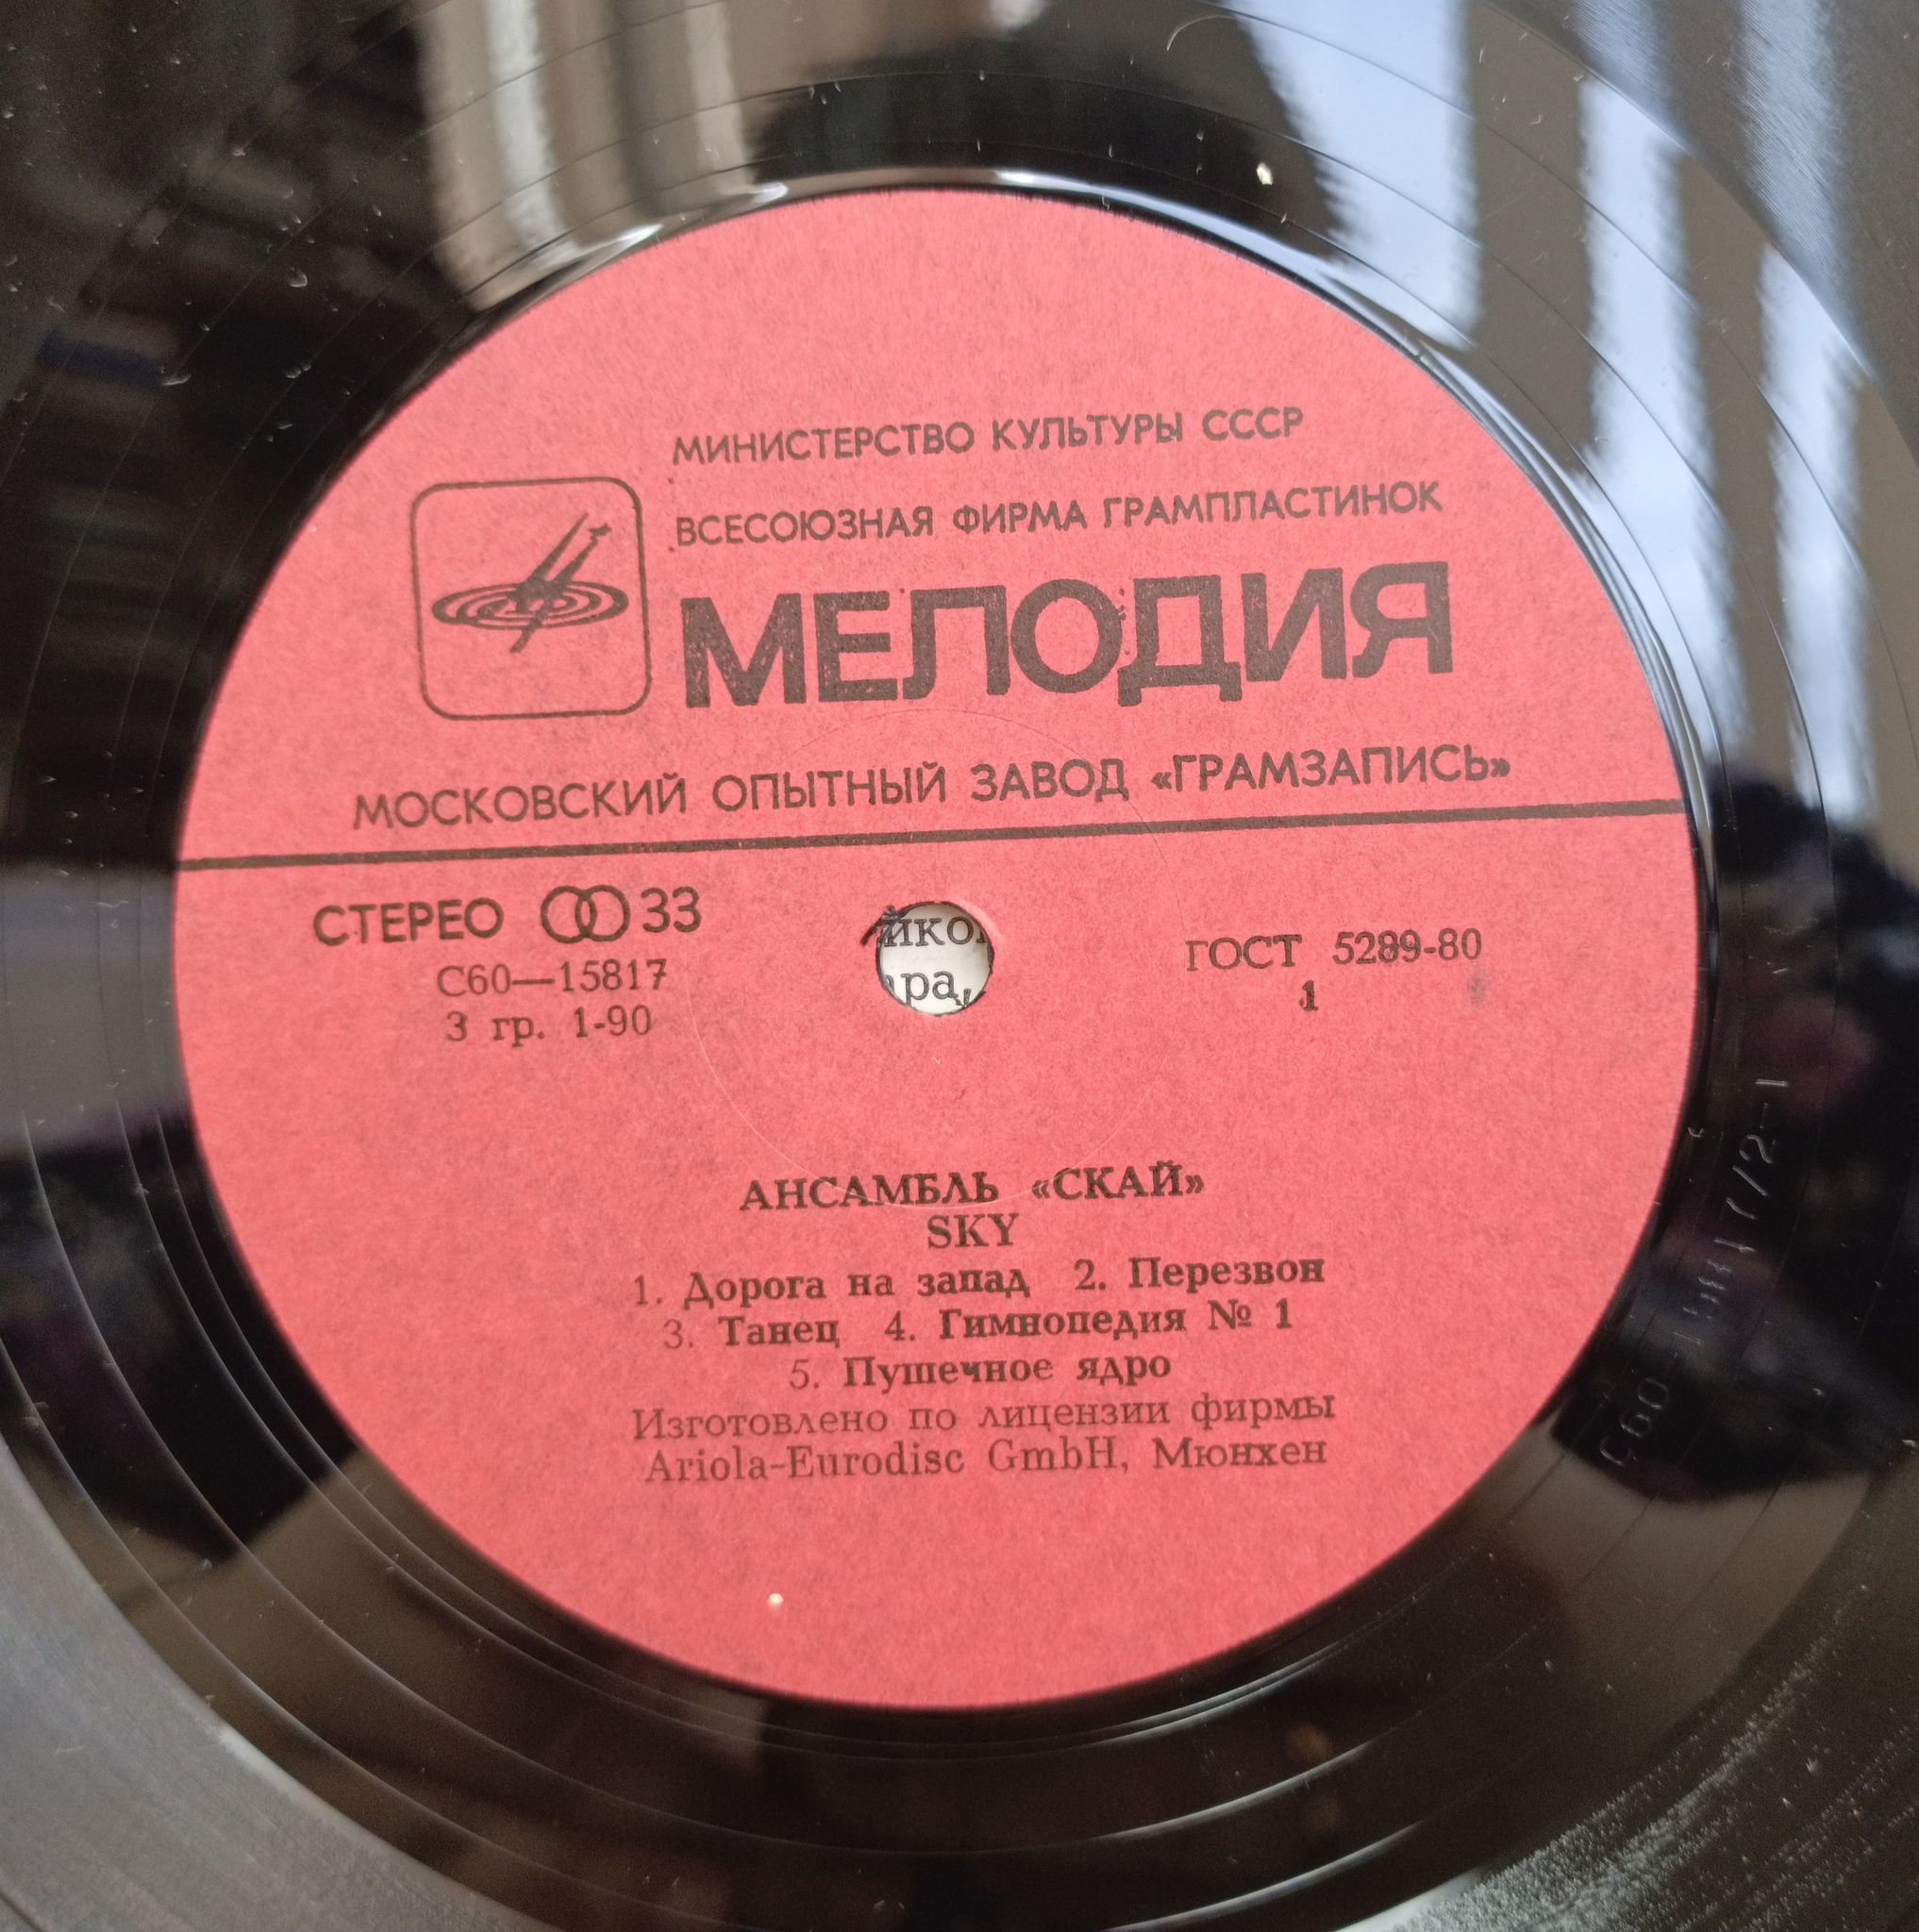 МИНИСТЕРСТВО КУЛЬТУРЫ СССР
ВСЕСОЮЗНАЯ ФИРМА ГРАМПЛАСТИНОК
МЕЛОДИЯ
МОСКОВСКИЙ ОПЫТНЫЙ ЗАВОД «ГРАМЗАПИСЬ»
СТЕРЕО 33
С60—15817
3 гр. 1-90
ГОСТ 5289-80
1
АНСАМБЛЬ «СКАЙ»
SKY
1. Дорога на запад 2. Перезвон
3. Танец 4. Гимнопедия № 1
5. Пушечное ядро
Изготовлено по лицензии фирмы
Ariola-Eurodisc GmbH, Мюнхен